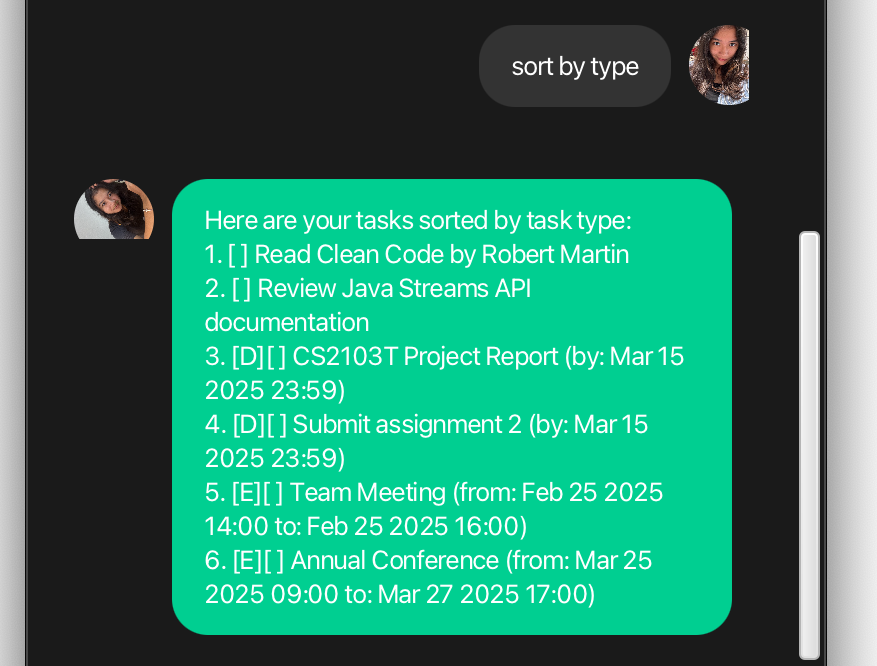 sort by type
Here are your tasks sorted by task type:
1. [ ] Read Clean Code by Robert Martin
2. [ ] Review Java Streams API
documentation
3. [D][ ] CS2103T Project Report (by: Mar 15
2025 23:59)
4. [D][ ] Submit assignment 2 (by: Mar 15
2025 23:59)
5. [E][ ] Team Meeting (from: Feb 25 2025
14:00 to: Feb 25 2025 16:00)
6. [E][ ] Annual Conference (from: Mar 25
2025 09:00 to: Mar 27 2025 17:00)